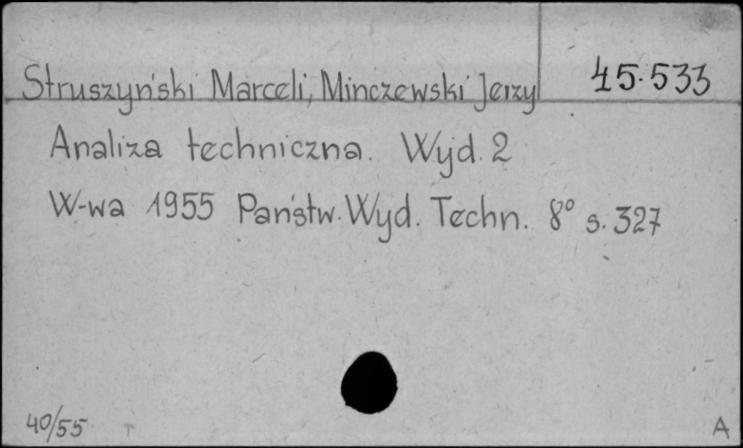 Struszyński Marceli, Minczewski Jerzy 45.533
Analiza techniczna. Wyd. 2
W-wa 1955 Państw. Wyd. Techn. 8° s. 327
40/55 A